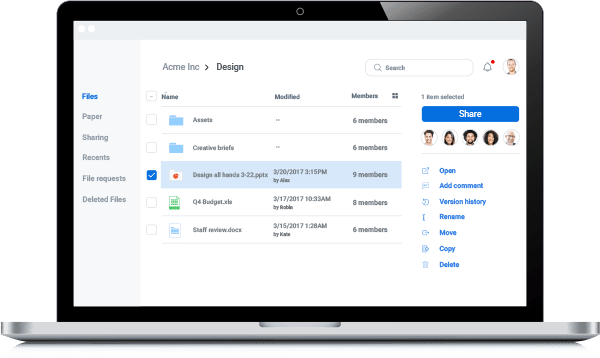 Acme Inc > Design
Search
Files
Paper
Sharing
Recents
File requests
Deleted Files
Name Modified Members
Assets -- 6 members
Creative briefs -- 6 members
Design all hands 3-22.pptx 3/20/2017 3:15PM 9 members
by Alex
Q4 Budget.xls 3/17/2017 10:33AM 8 members
by Robin
Staff review.docx 3/15/2017 1:28AM 6 members
by Kate
1 item selected
Share
Open
Add comment
Version history
Rename
Move
Copy
Delete